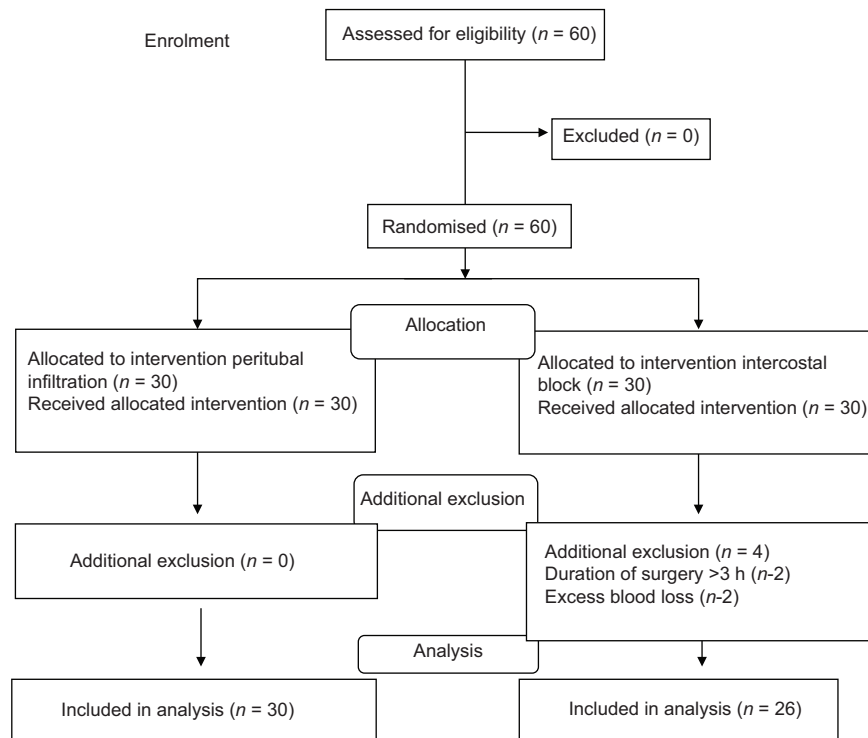 Enrolment
Assessed for eligibility (n = 60)
Excluded (n = 0)
Randomised (n = 60)
Allocation
Allocated to intervention peritubal
infiltration (n = 30)
Received allocated intervention (n = 30)
Allocated to intervention intercostal
block (n = 30)
Received allocated intervention (n = 30)
Additional exclusion
Additional exclusion (n = 0)
Additional exclusion (n = 4)
Duration of surgery >3 h (n-2)
Excess blood loss (n-2)
Analysis
Included in analysis (n = 30)
Included in analysis (n = 26)